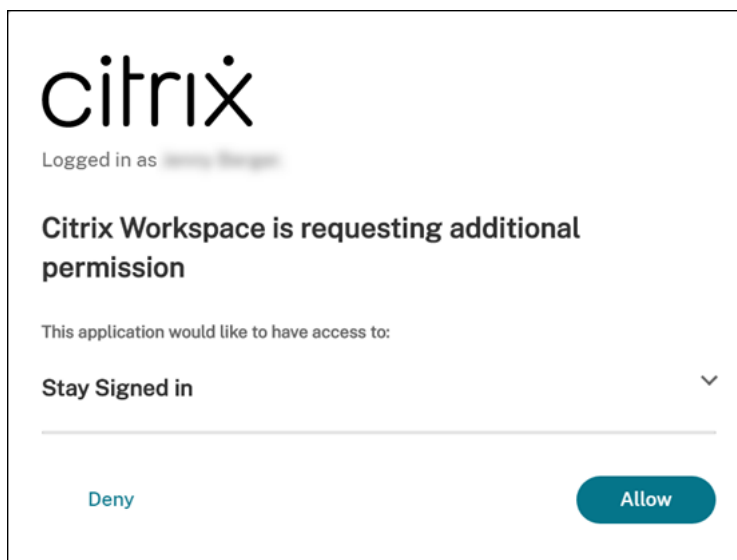 citrix
Logged in as
Citrix Workspace is requesting additional
permission
This application would like to have access to:
Stay Signed in
Deny
Allow